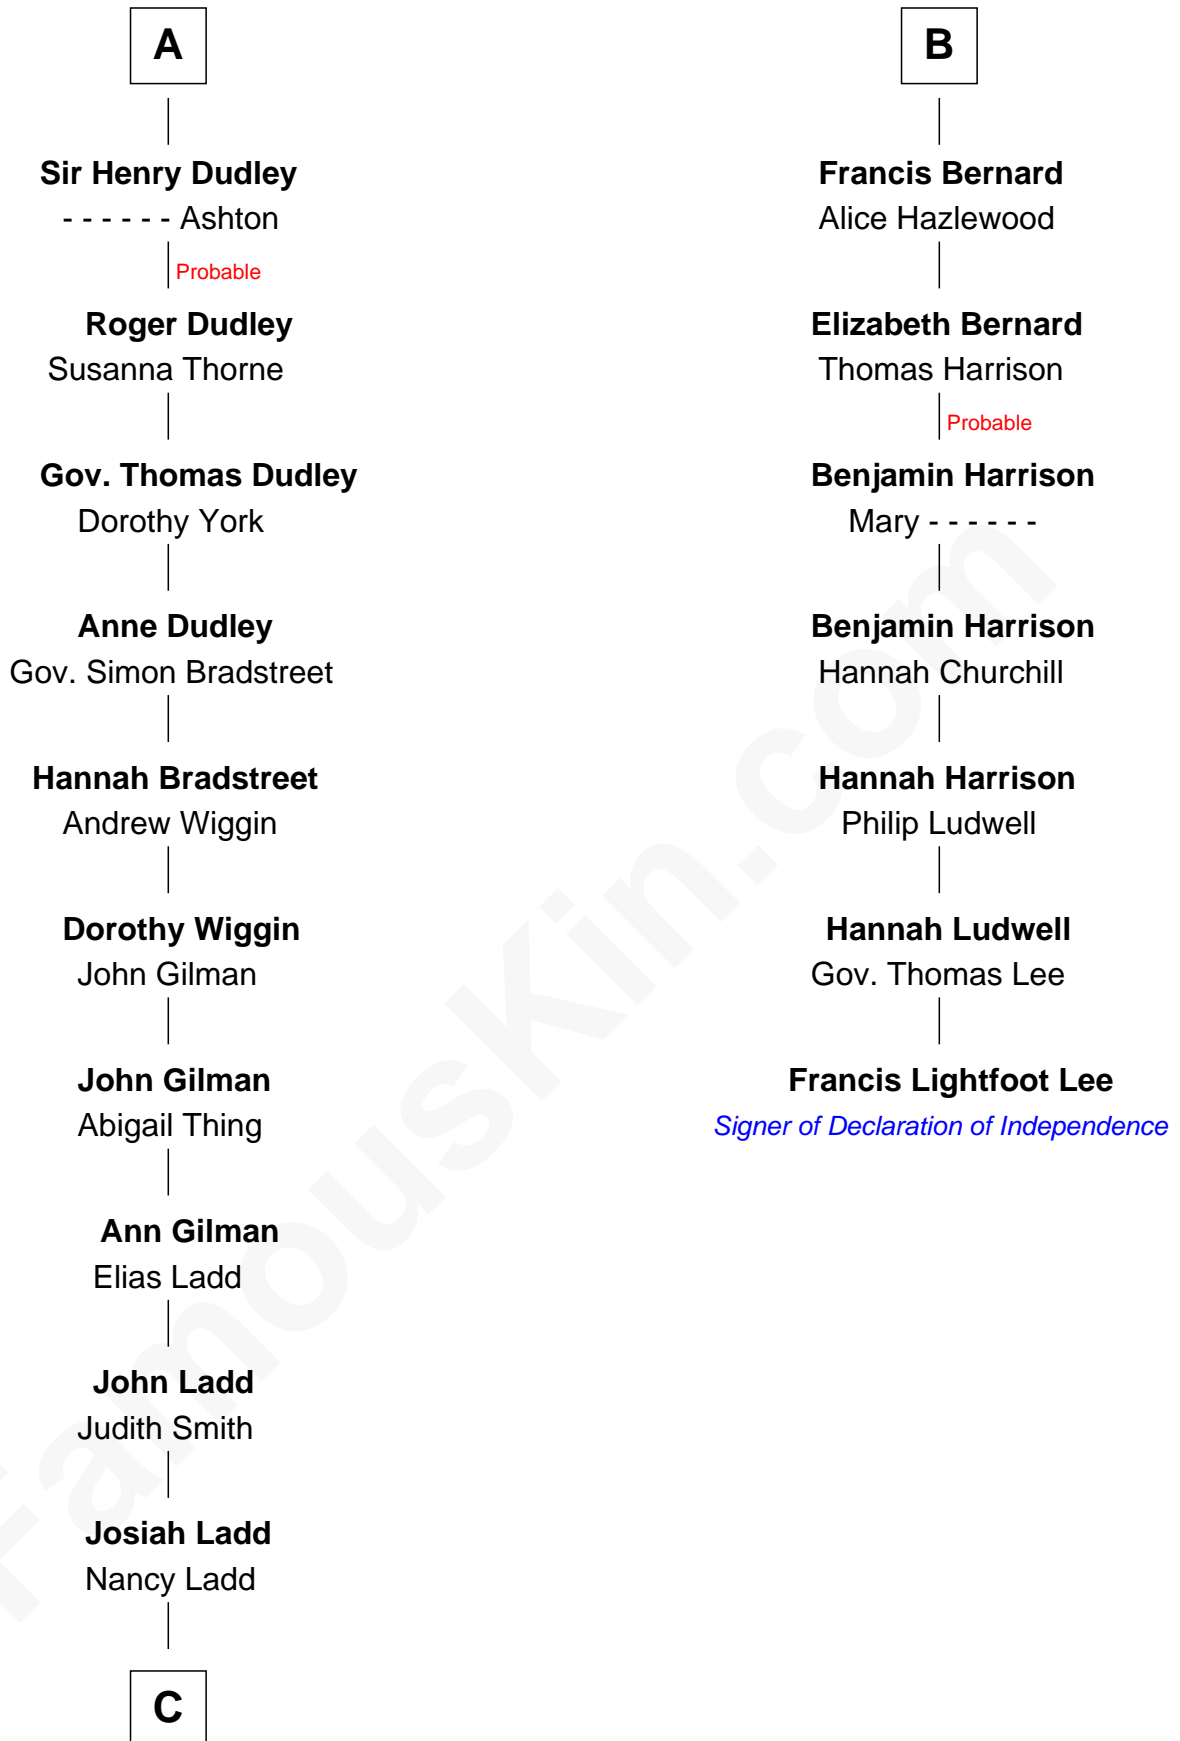 A
Sir Henry Dudley
- - - - - - Ashton
Probable
Roger Dudley
Susanna Thorne
Gov. Thomas Dudley
Dorothy York
Anne Dudley
Gov. Simon Bradstreet
Hannah Bradstreet
Andrew Wiggin
Dorothy Wiggin
John Gilman
John Gilman
Abigail Thing
Ann Gilman
Elias Ladd
John Ladd
Judith Smith
Josiah Ladd
Nancy Ladd
C
B
Francis Bernard
Alice Hazlewood
Elizabeth Bernard
Thomas Harrison
Probable
Benjamin Harrison
Mary - - - - - -
Benjamin Harrison
Hannah Churchill
Hannah Harrison
Philip Ludwell
Hannah Ludwell
Gov. Thomas Lee
Francis Lightfoot Lee
Signer of Declaration of Independence
FamousKin.com